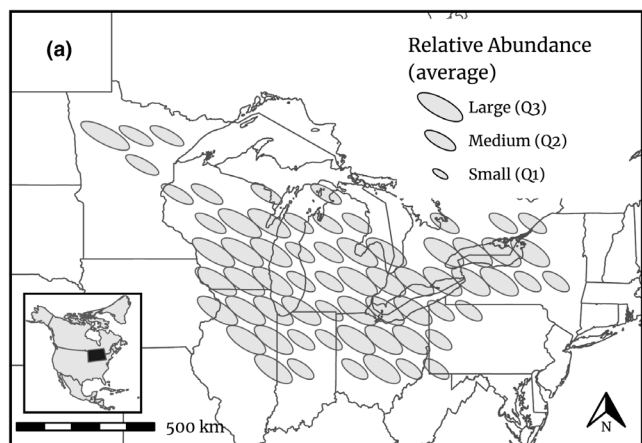 (a)
Relative Abundance
(average)
Large (Q3)
Medium (Q2)
Small (Q1)
500 km
N